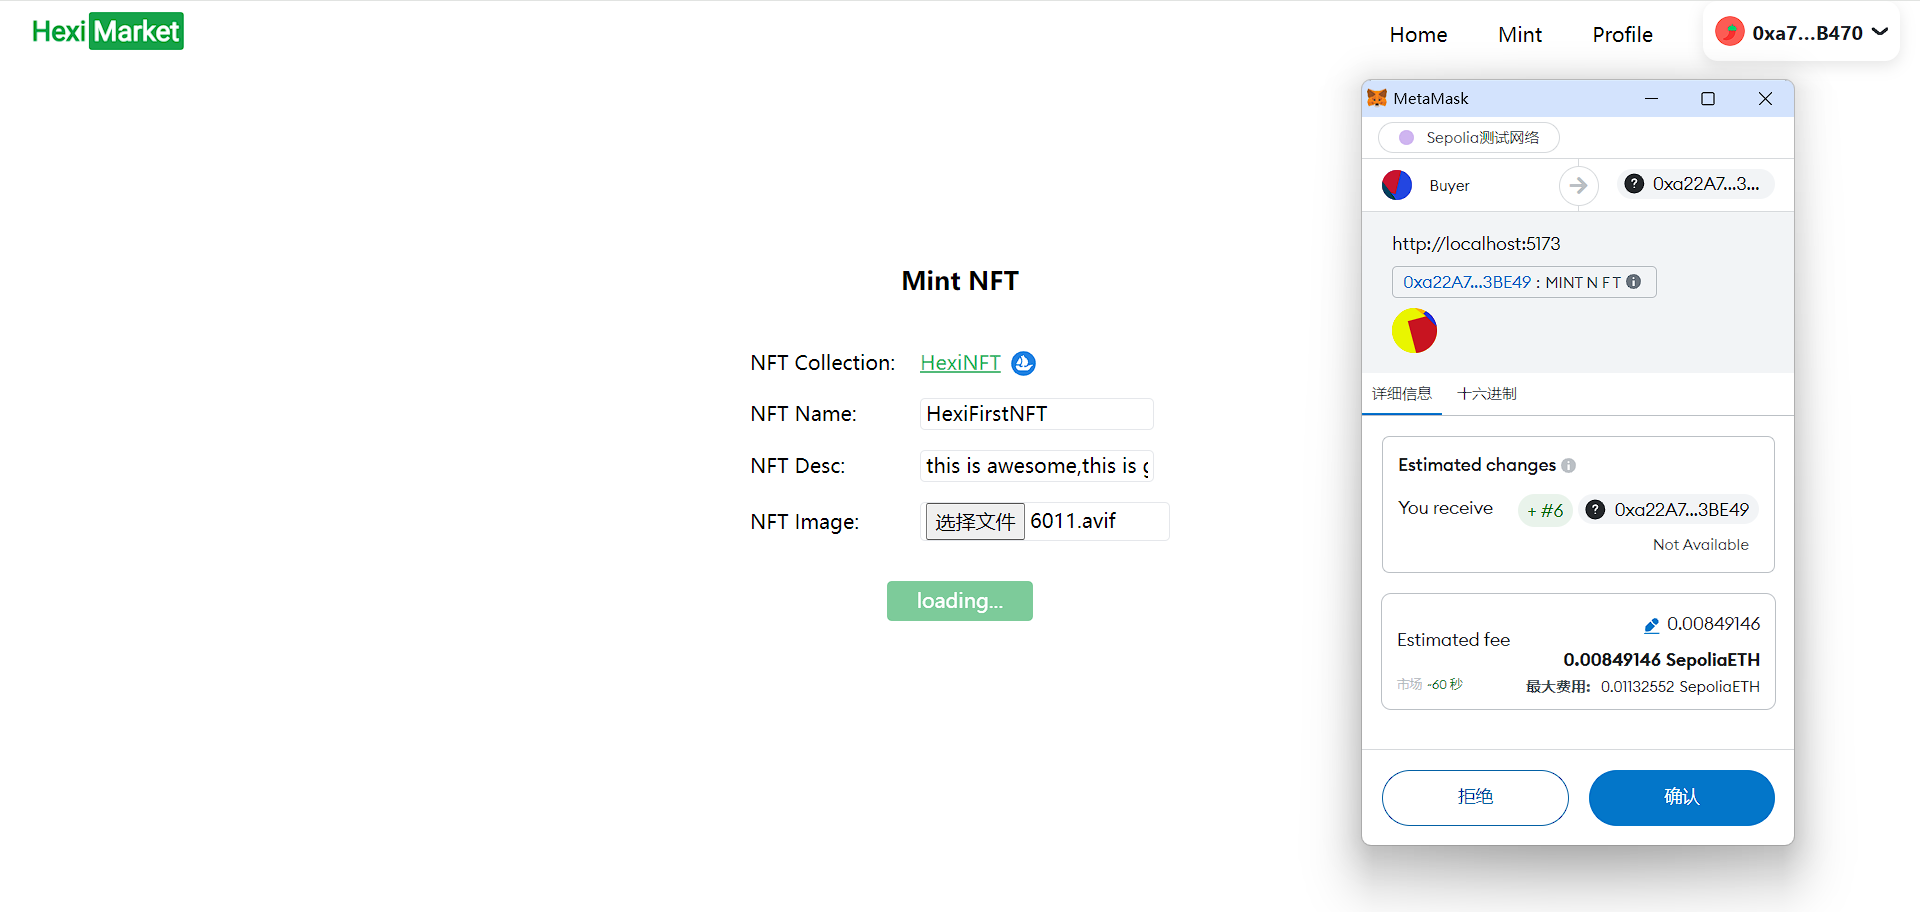 Hexi Market
Home Mint Profile 0xa7...B470
MetaMask
Sepolia测试网络
Buyer ? 0xa22A7...3...
http://localhost:5173
0xa22A7...3BE49 : MINT N F T
Mint NFT
NFT Collection: HexiNFT
NFT Name: HexiFirstNFT
NFT Desc: this is awesome,this is g
NFT Image: 选择文件 6011.avif
loading...
详细信息 十六进制
Estimated changes
You receive + #6 ? 0xa22A7...3BE49
Not Available
0.00849146
Estimated fee
0.00849146 SepoliaETH
市场 ~60 秒 最大费用: 0.01132552 SepoliaETH
拒绝 确认